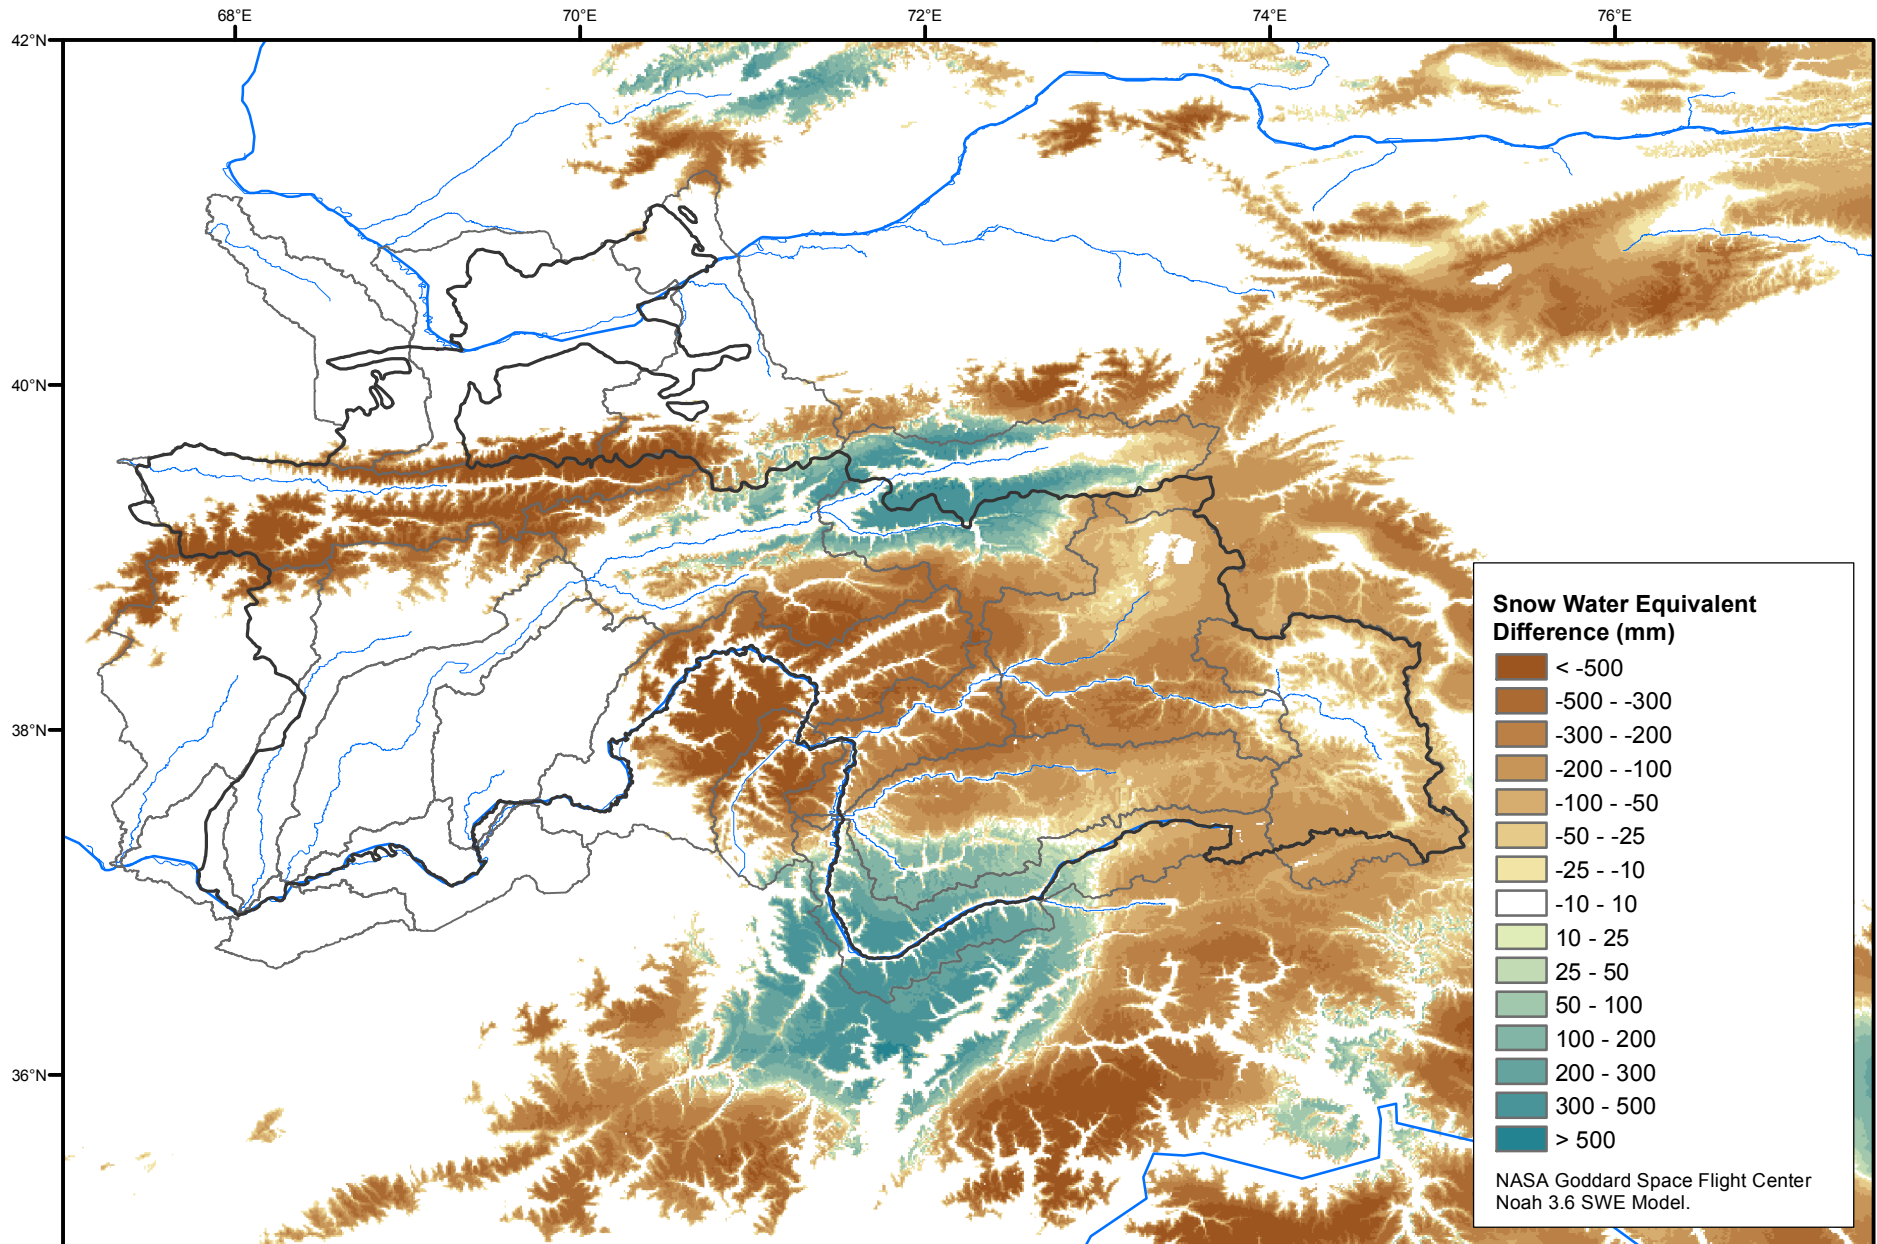 68°E 70°E 72°E 74°E 76°E
42°N
40°N
38°N
36°N
Snow Water Equivalent
Difference (mm)
< -500
-500 - -300
-300 - -200
-200 - -100
-100 - -50
-50 - -25
-25 - -10
-10 - 10
10 - 25
25 - 50
50 - 100
100 - 200
200 - 300
300 - 500
> 500
NASA Goddard Space Flight Center
Noah 3.6 SWE Model.